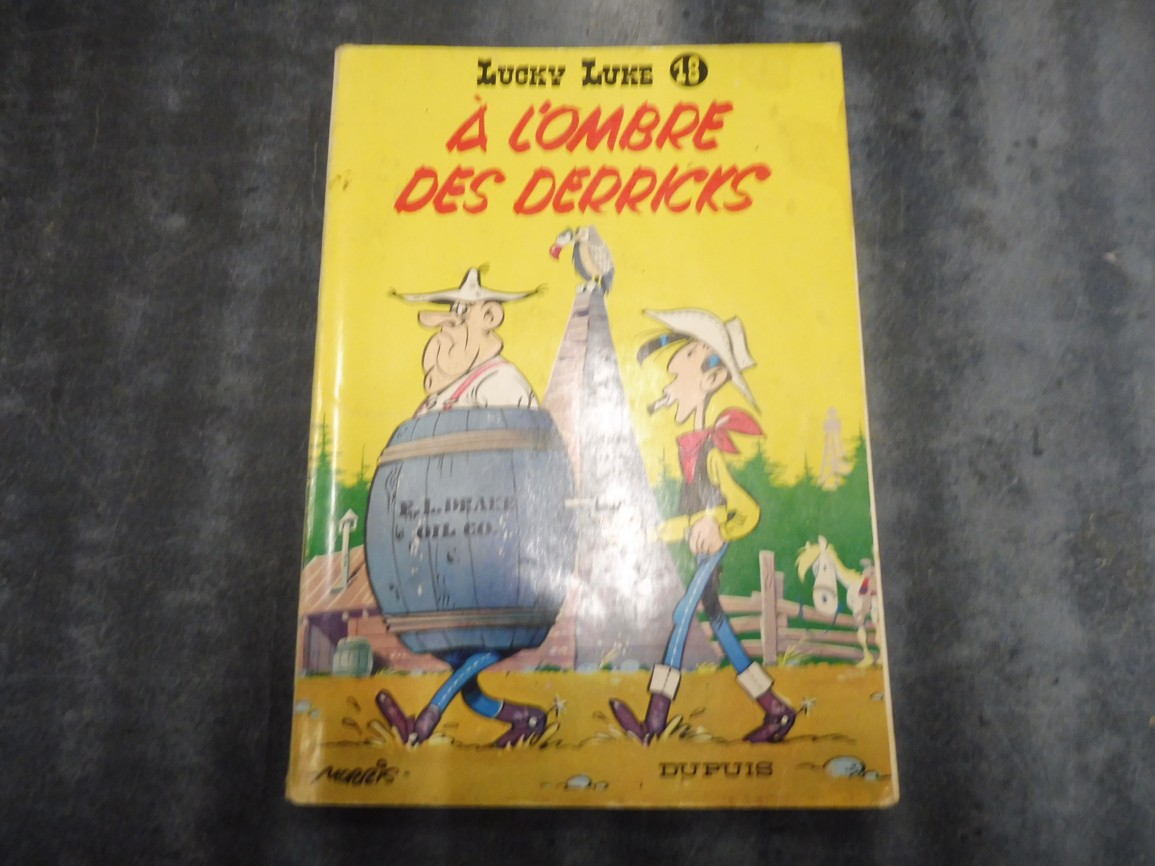 LUCKY LUKE 18
À L'OMBRE
DES DERRICKS
E.L. DRAKE
OIL CO.
MORRIS
DUPUIS